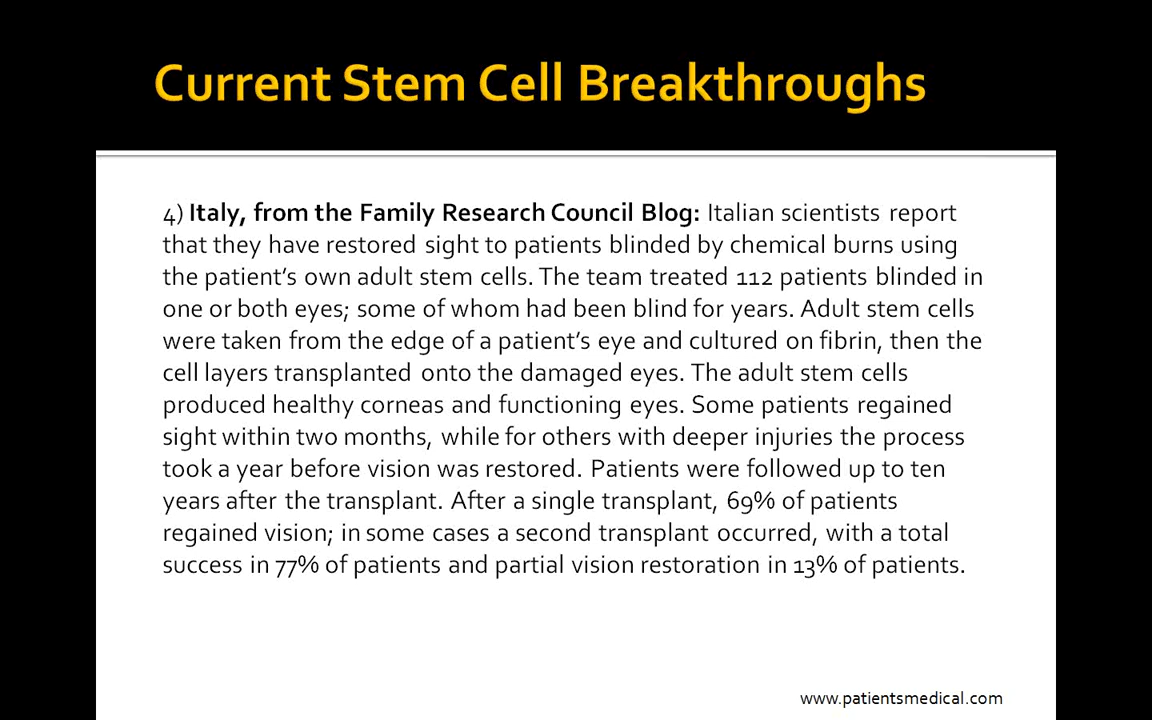 Current Stem Cell Breakthroughs
4) Italy, from the Family Research Council Blog: Italian scientists report
that they have restored sight to patients blinded by chemical burns using
the patient’s own adult stem cells. The team treated 112 patients blinded in
one or both eyes; some of whom had been blind for years. Adult stem cells
were taken from the edge of a patient’s eye and cultured on fibrin, then the
cell layers transplanted onto the damaged eyes. The adult stem cells
produced healthy corneas and functioning eyes. Some patients regained
sight within two months, while for others with deeper injuries the process
took a year before vision was restored. Patients were followed up to ten
years after the transplant. After a single transplant, 69% of patients
regained vision; in some cases a second transplant occurred, with a total
success in 77% of patients and partial vision restoration in 13% of patients.
www.patientsmedical.com